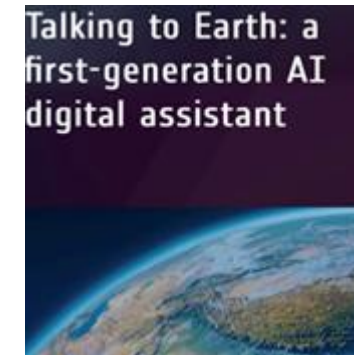 Talking to Earth: a
first-generation AI
digital assistant